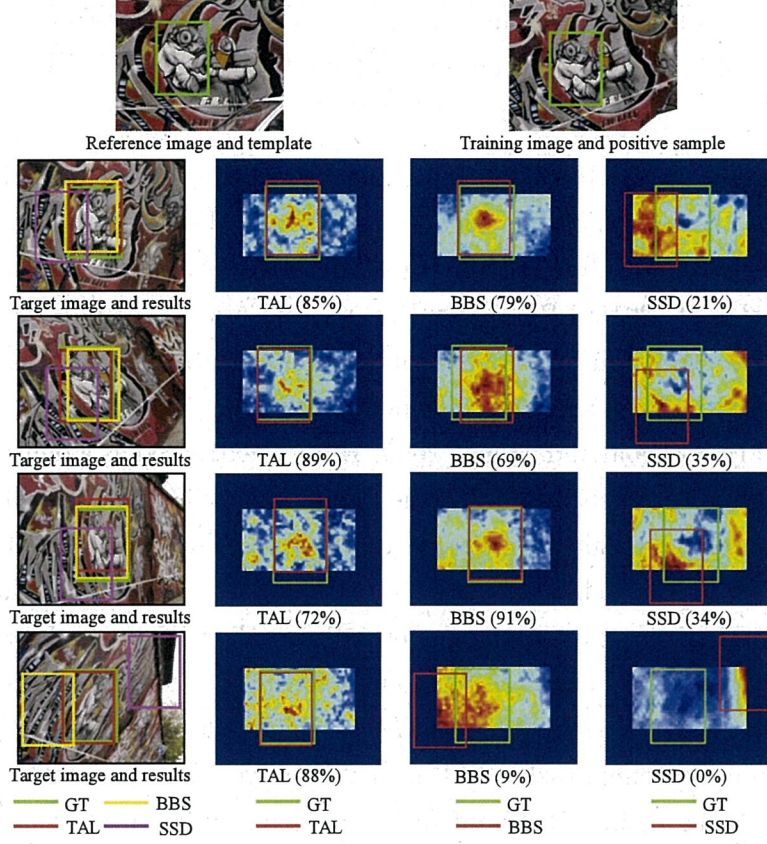 Reference image and template Training image and positive sample
Target image and results TAL (85%) BBS (79%) SSD (21%)
Target image and results TAL (89%) BBS (69%) SSD (35%)
Target image and results TAL (72%) BBS (91%) SSD (34%)
Target image and results TAL (88%) BBS (9%) SSD (0%)
GT BBS GT GT GT
TAL SSD TAL BBS SSD